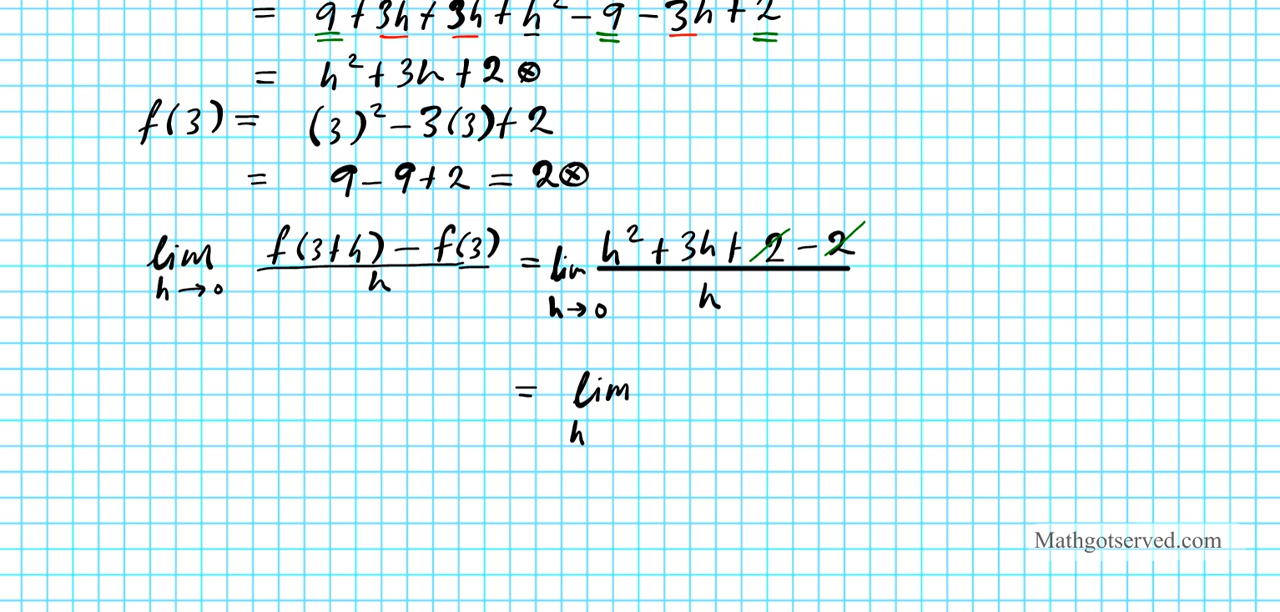 = 9 + 3h + 3h + h² - 9 - 3h + 2
= h² + 3h + 2 ⊗
f(3) = (3)² - 3(3) + 2
= 9 - 9 + 2 = 2 ⊗
lim h→0 f(3+h) - f(3) / h = lim h→0 h² + 3h + 2 - 2 / h
= lim h
Mathgotserved.com